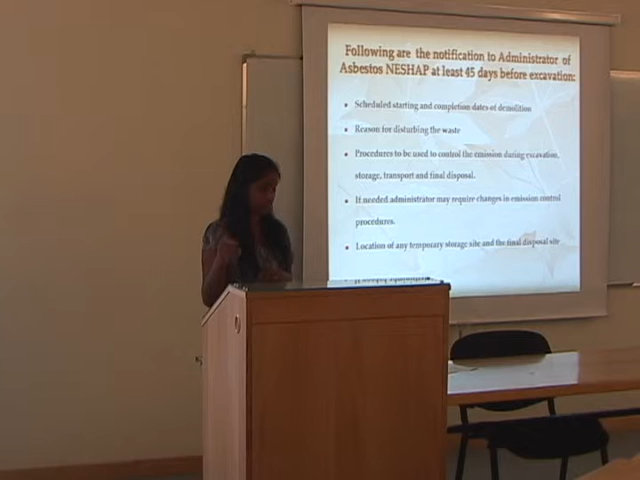 Following are the notification to Administrator of
Asbestos NESHAP at least 45 days before excavation:
• Scheduled starting and completion dates of demolition
• Reason for disturbing the waste
• Procedures to be used to control the emission during excavation,
storage, transport and final disposal.
• If needed administrator may require changes in emission control
procedures.
• Location of any temporary storage site and the final disposal site